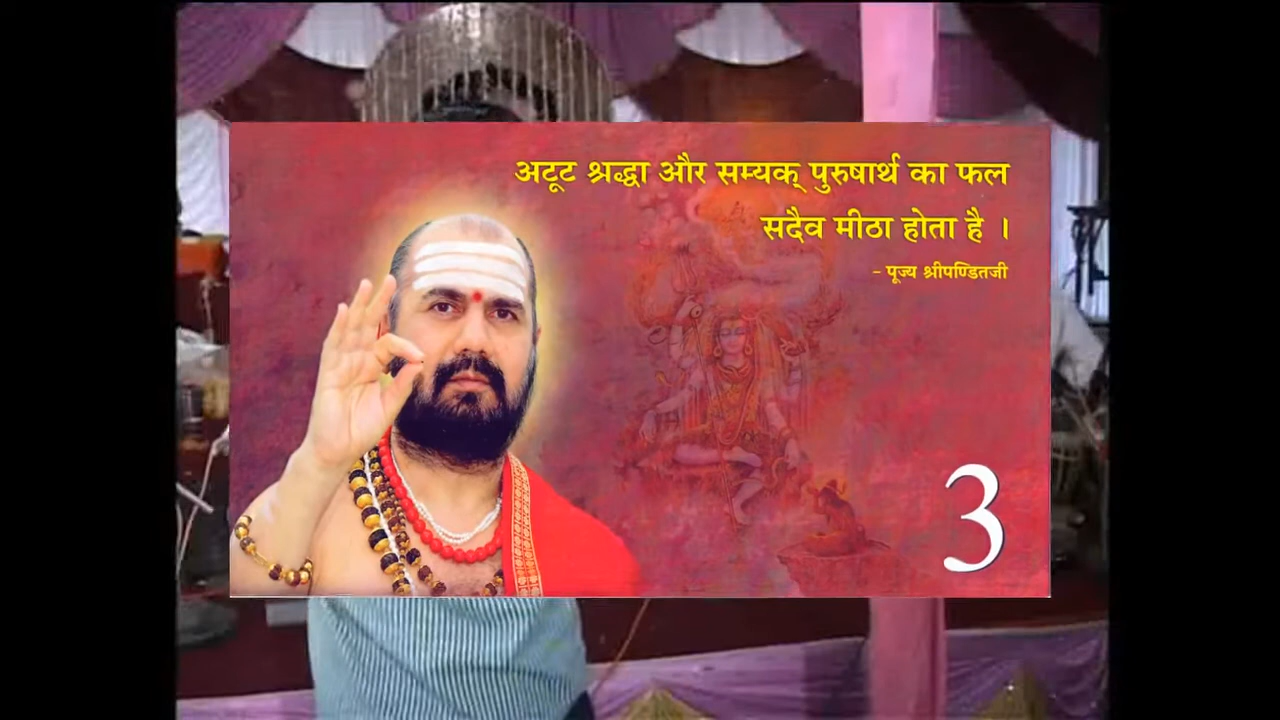 अटूट श्रद्धा और सम्यक् पुरुषार्थ का फल
सदैव मीठा होता है ।
- पूज्य श्रीपण्डितजी
3